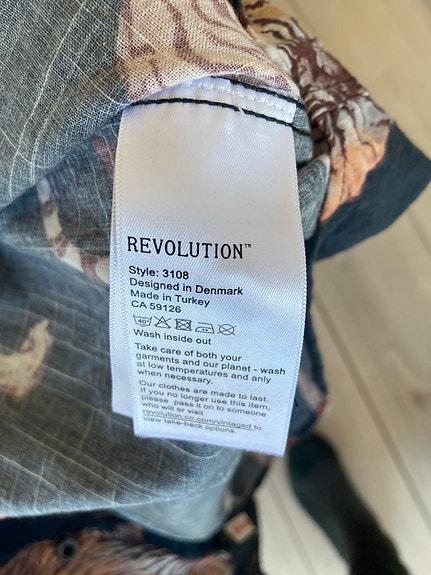 REVOLUTION™
Style: 3108
Designed in Denmark
Made in Turkey
CA 59126
40°
Wash inside out
Take care of both your
garments and our planet - wash
at low temperatures and anly
when necessary.
Our clothes are made to last.
If you no longer use this item,
please pass it on to someone
who will or visit
revolution.co.com/vintaged to
view take-back options.